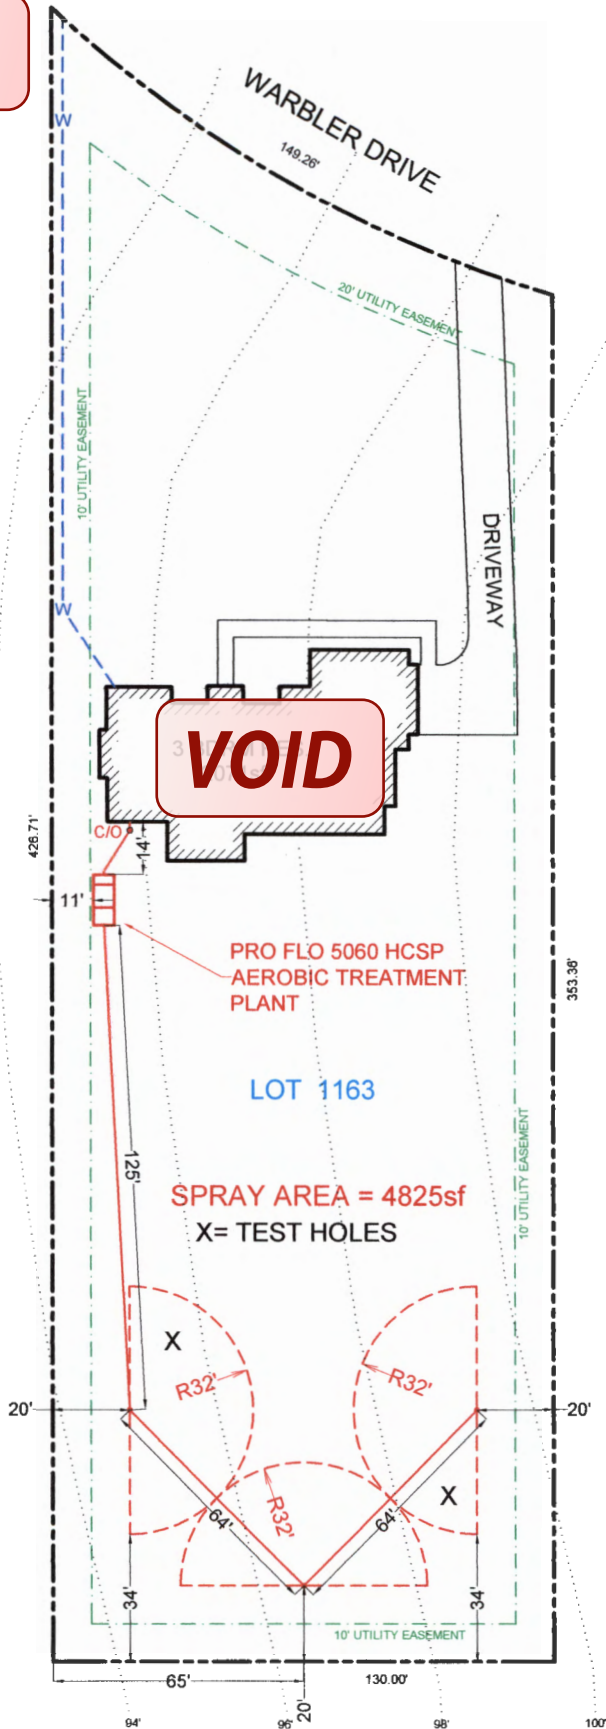 W
WARBLER DRIVE
149.26'
20' UTILITY EASEMENT
10' UTILITY EASEMENT
DRIVEWAY
W
VOID
C/O
14'
426.71'
11'
PRO FLO 5060 HCSP
AEROBIC TREATMENT
PLANT
353.36'
LOT 1163
125'
10' UTILITY EASEMENT
SPRAY AREA = 4825sf
X= TEST HOLES
X
R32'
R32'
20'
20'
X
R32'
64'
64'
34'
34'
10' UTILITY EASEMENT
65'
130.00'
20'
94'
96'
98'
100'